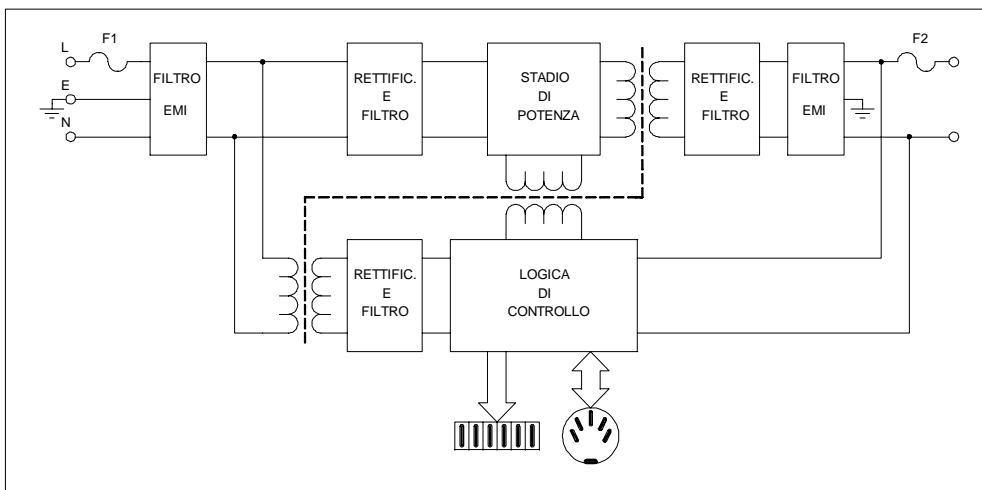 L
F1
E
N
FILTRO
EMI
RETTIFIC.
E
FILTRO
STADIO
DI
POTENZA
RETTIFIC.
E
FILTRO
FILTRO
EMI
F2
RETTIFIC.
E
FILTRO
LOGICA
DI
CONTROLLO